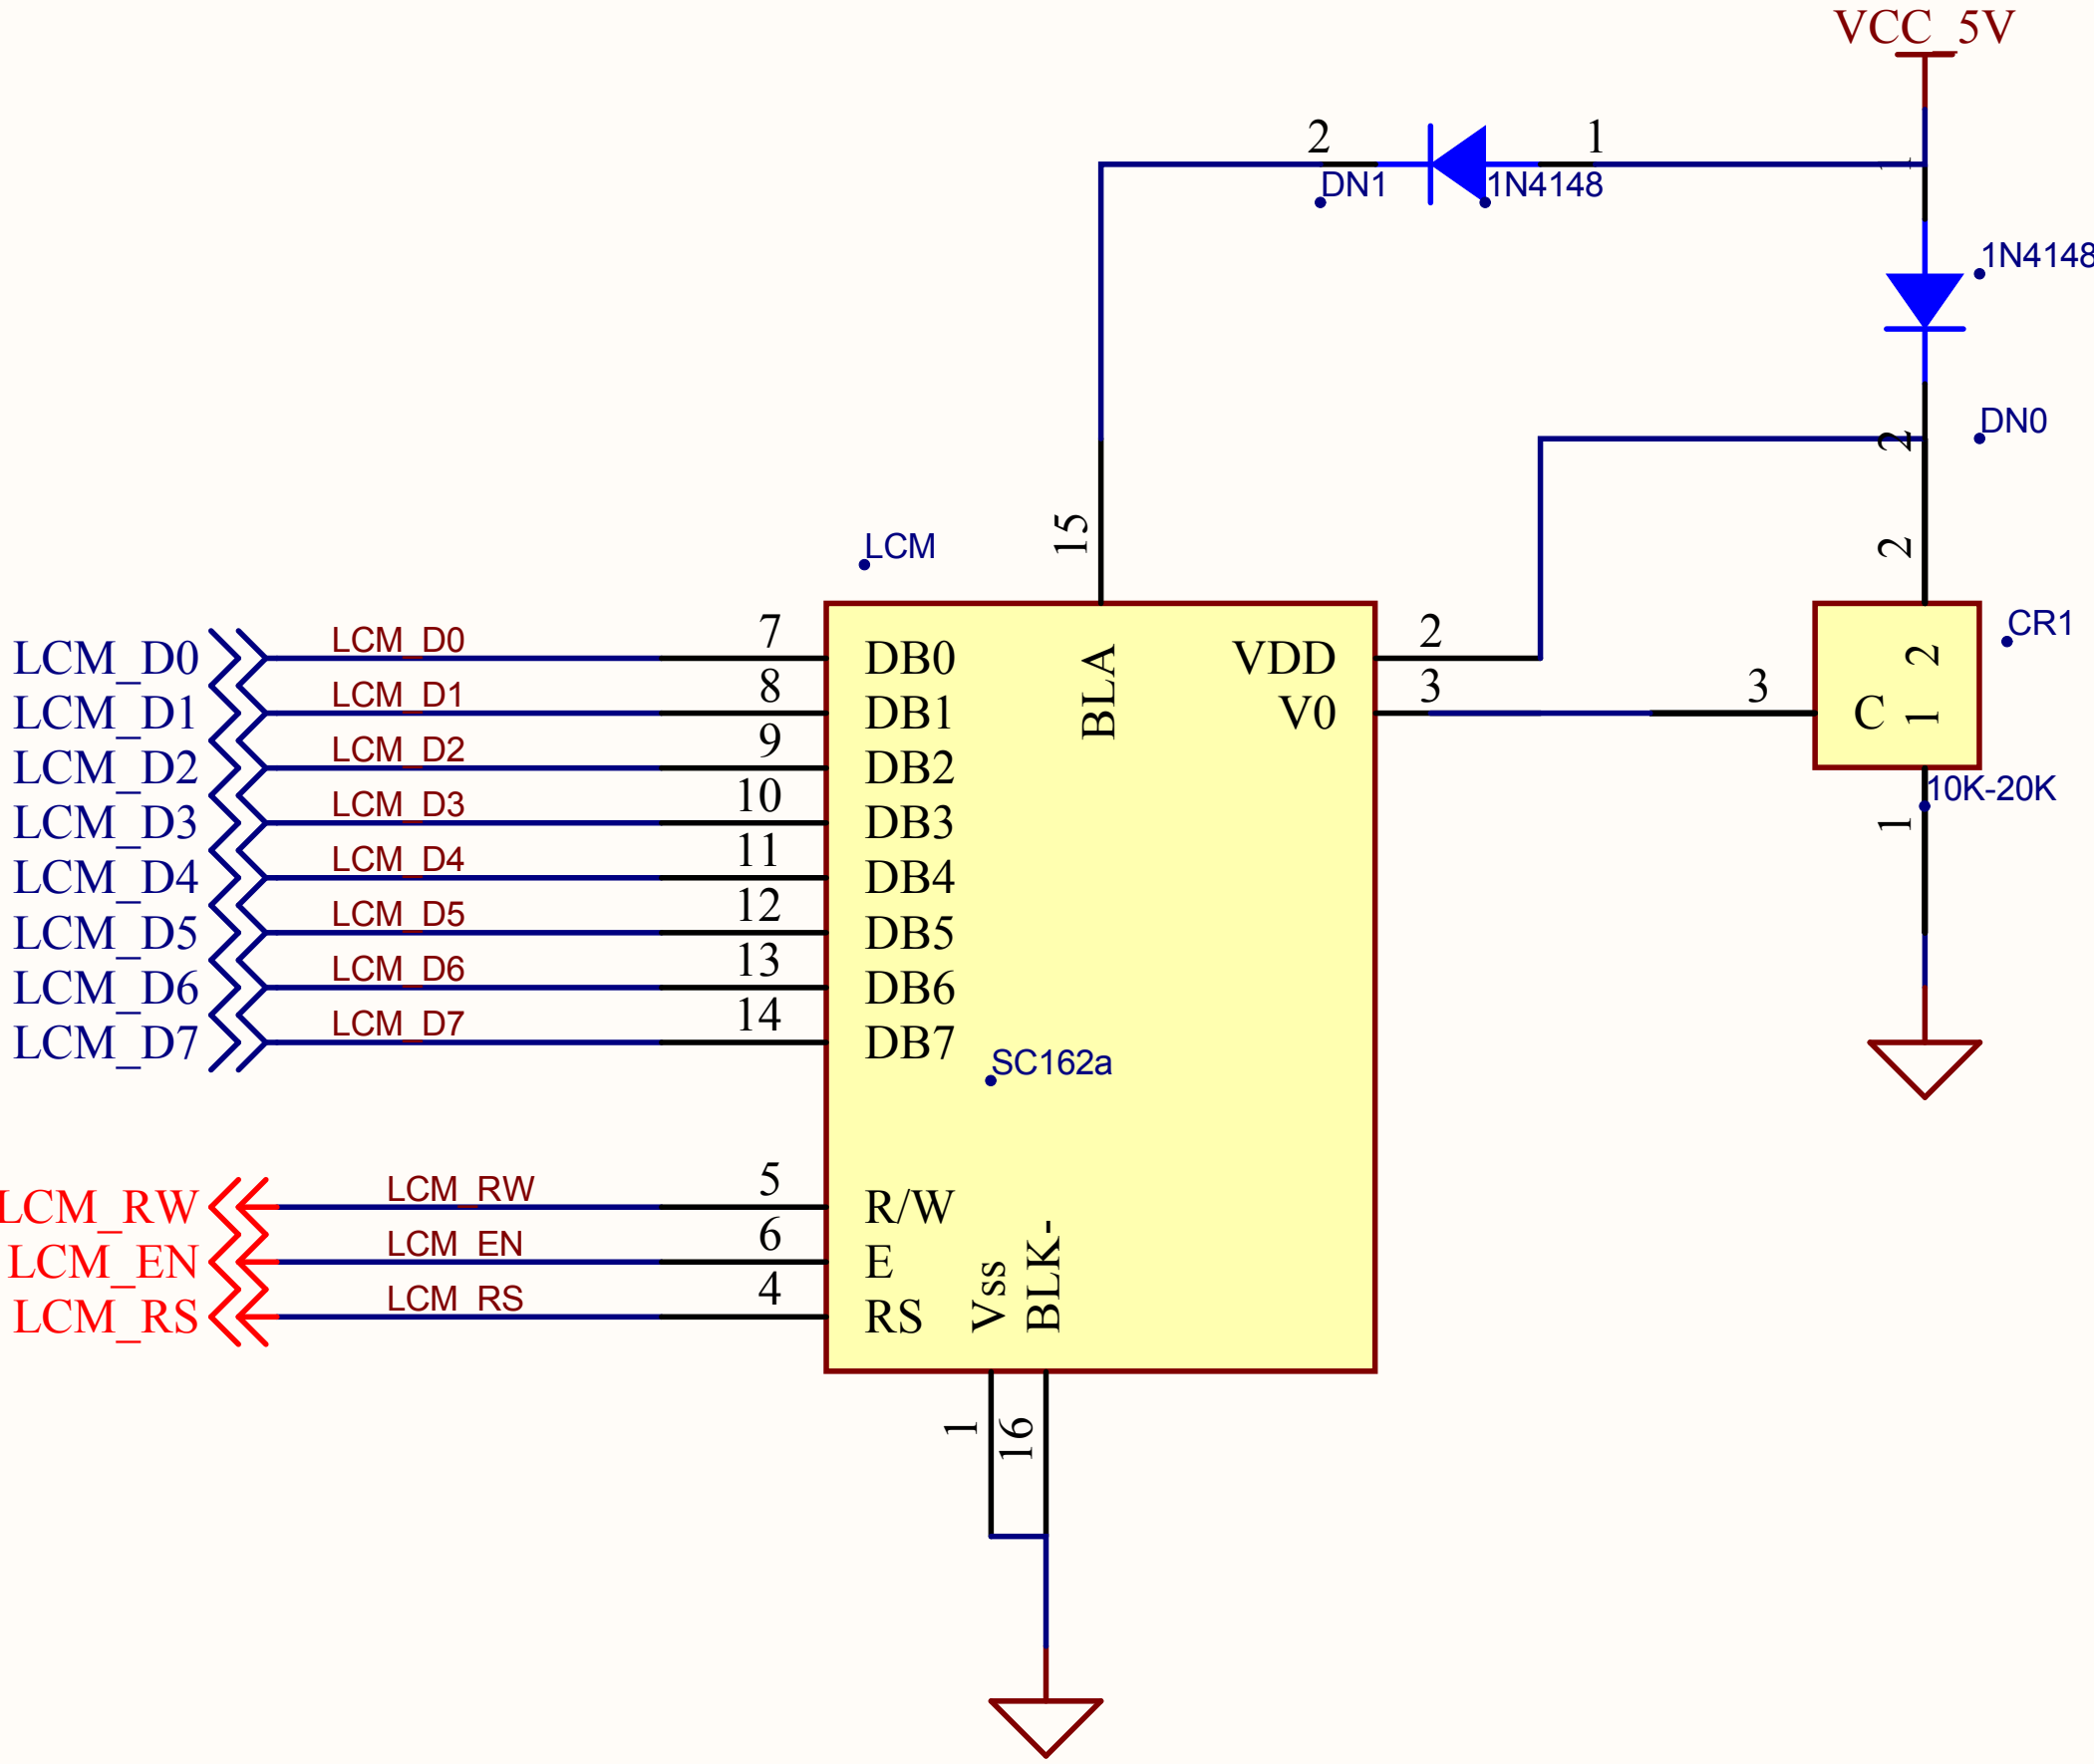 VCC_5V
2
1
1
DN1
1N4148
1N4148
2
DN0
15
2
LCM
CR1
LCM_D0
LCM_D0
7
DB0
BLA
VDD
2
2
LCM_D1
LCM_D1
8
DB1
V0
3
3
C
1
LCM_D2
LCM_D2
9
DB2
10K-20K
LCM_D3
LCM_D3
10
DB3
1
LCM_D4
LCM_D4
11
DB4
LCM_D5
LCM_D5
12
DB5
LCM_D6
LCM_D6
13
DB6
LCM_D7
LCM_D7
14
DB7
SC162a
LCM_RW
LCM_RW
5
R/W
LCM_EN
LCM_EN
6
E
LCM_RS
LCM_RS
4
RS
Vss
BLK-
1
16